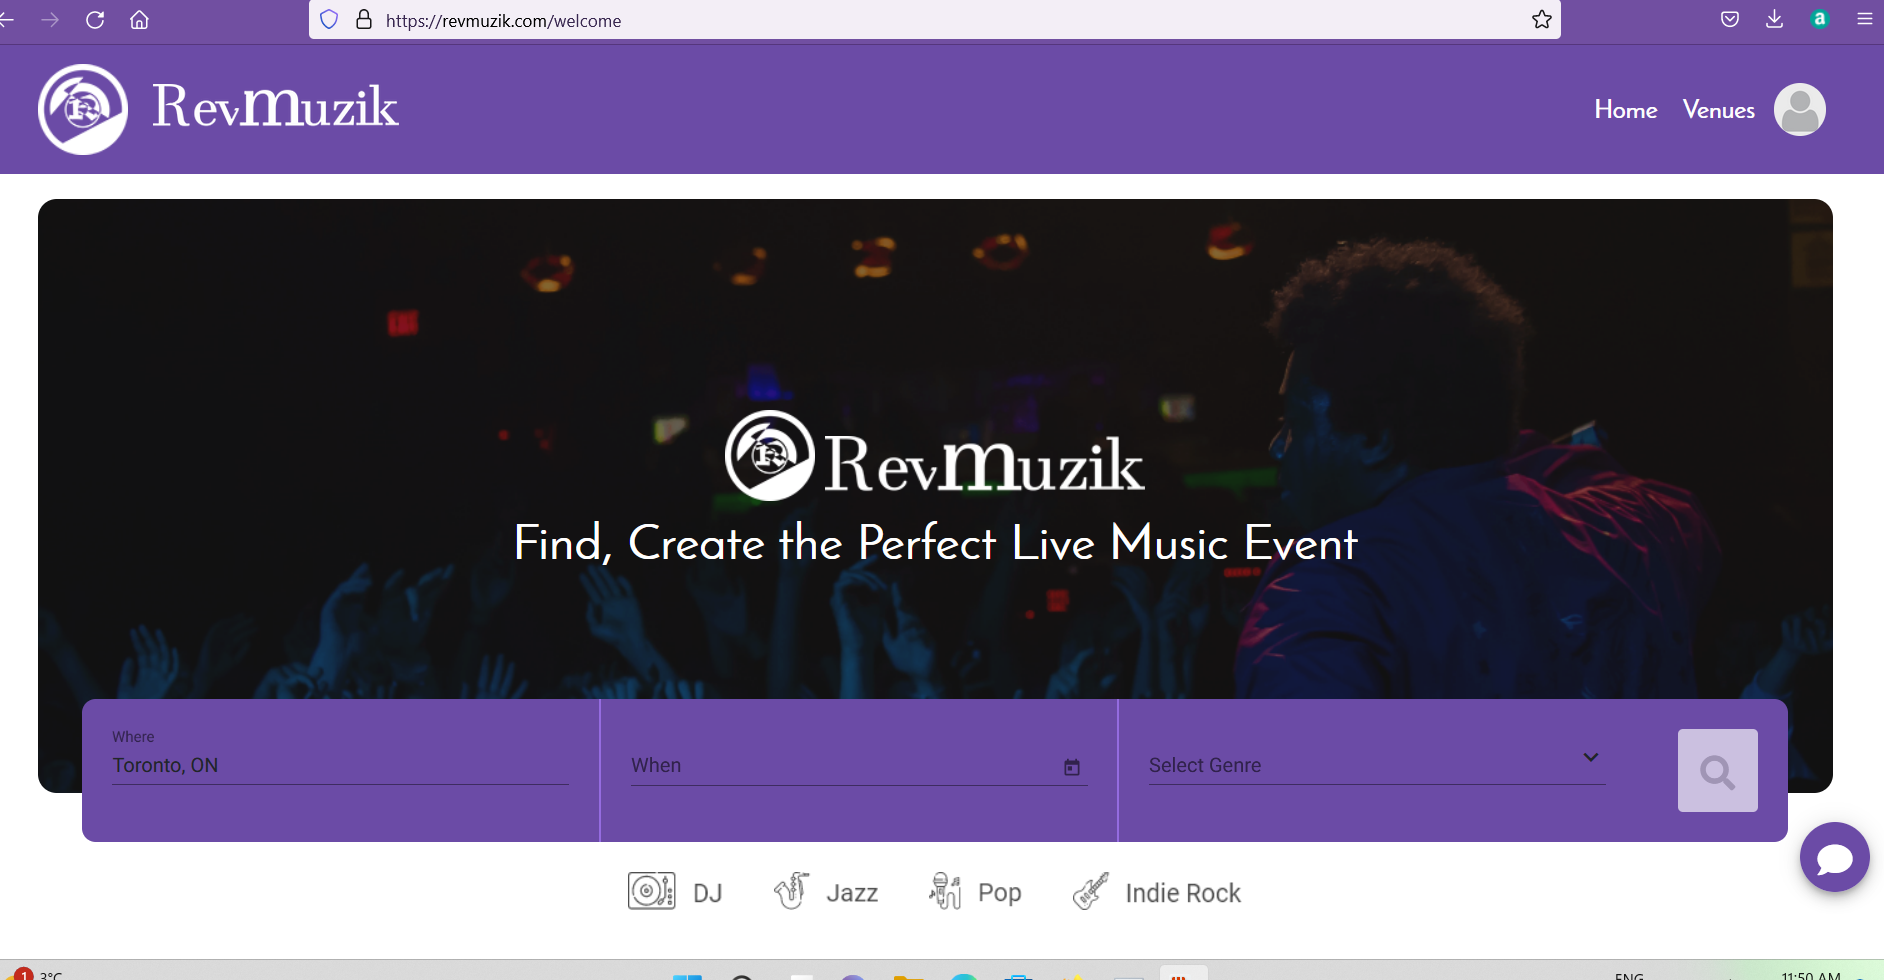 https://revmuzik.com/welcome
a
R
RevMuzik
Home
Venues
R
RevMuzik
Find, Create the Perfect Live Music Event
Where
Toronto, ON
When
Select Genre
DJ
Jazz
Pop
Indie Rock
1
3°C
ENG
11:50 AM